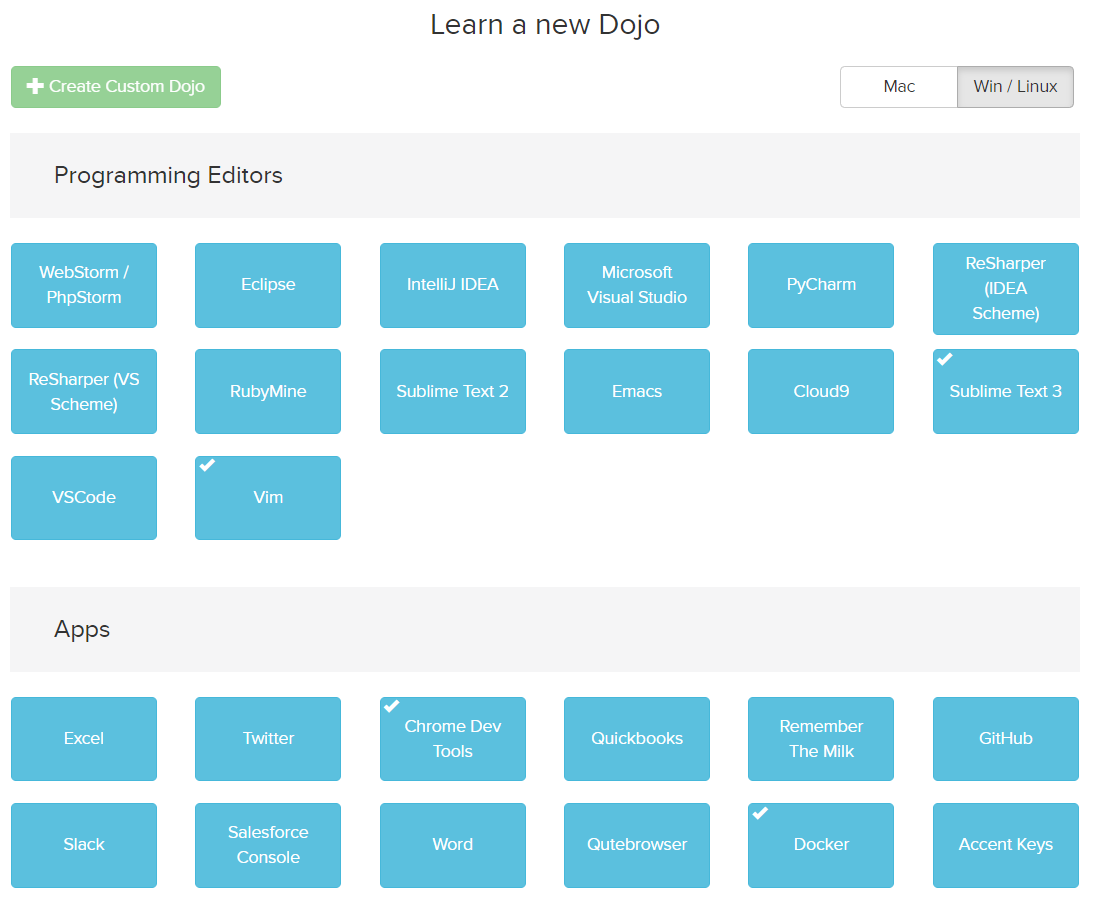 Learn a new Dojo
Create Custom Dojo
Mac
Win / Linux
Programming Editors
WebStorm /
PhpStorm
Eclipse
IntelliJ IDEA
Microsoft
Visual Studio
PyCharm
ReSharper
(IDEA
Scheme)
ReSharper (VS
Scheme)
RubyMine
Sublime Text 2
Emacs
Cloud9
Sublime Text 3
VSCode
Vim
Apps
Excel
Twitter
Chrome Dev
Tools
Quickbooks
Remember
The Milk
GitHub
Slack
Salesforce
Console
Word
Qutebrowser
Docker
Accent Keys